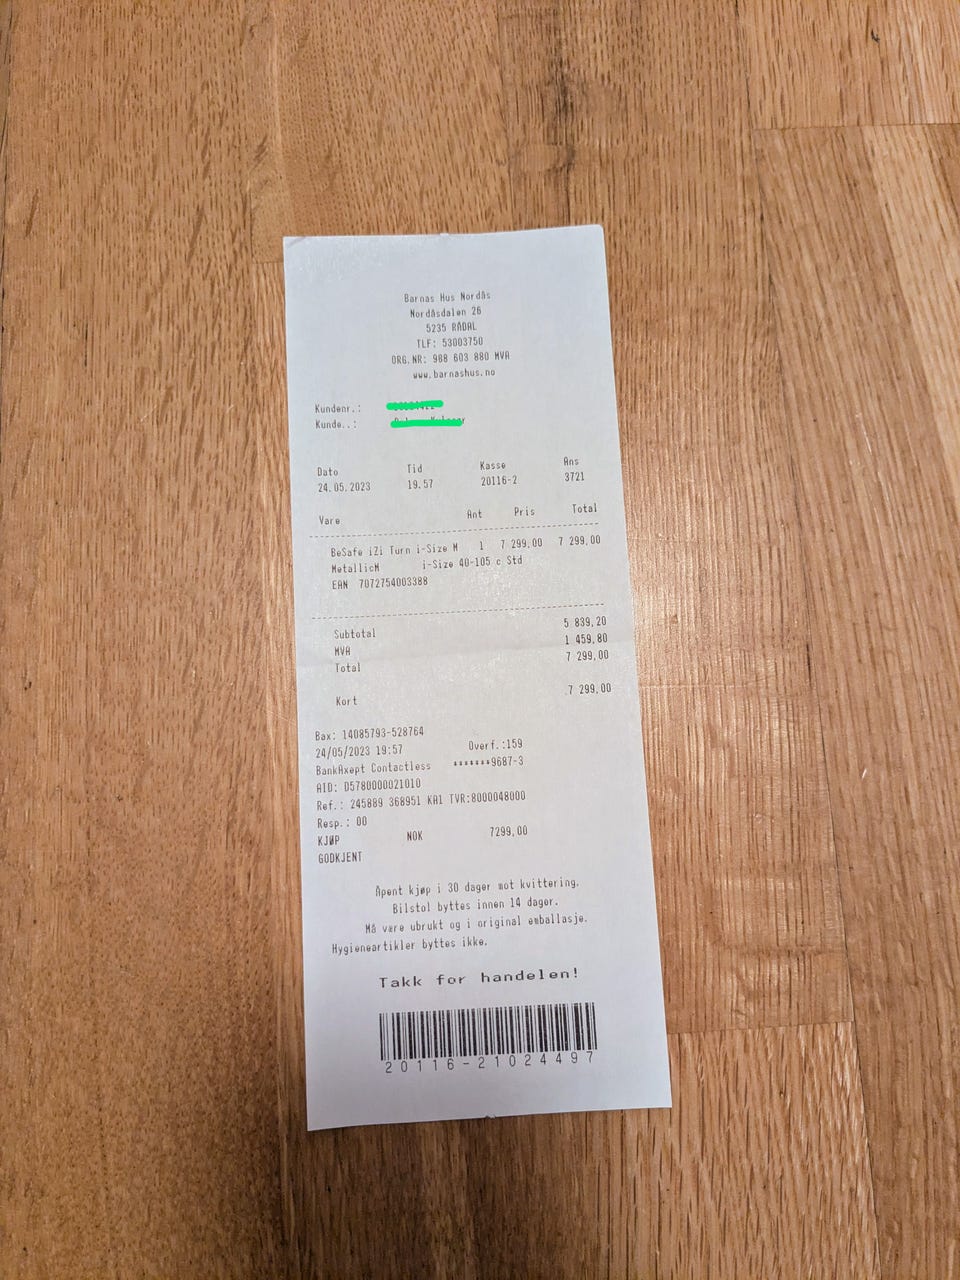 Barnas Hus Nordås
Nordåsdalen 26
5235 RÅDAL
TLF: 53003750
ORG.NR: 988 603 880 MVA
www.barnashus.no
Kundenr.:
Kunde..:
Dato Tid Kasse Ans
24.05.2023 19.57 20116-2 3721
Vare Ant Pris Total
BeSafe iZi Turn i-Size M 1 7 299,00 7 299,00
MetallicM i-Size 40-105 c Std
EAN 7072754003388
Subtotal 5 839,20
MVA 1 459,80
Total 7 299,00
Kort 7 299,00
Bax: 14085793-528764
24/05/2023 19:57 Overf.:159
BankAxept Contactless *******9687-3
AID: D5780000021010
Ref.: 245889 368951 KA1 TVR:8000048000
Resp.: 00
KJØP NOK 7299,00
GODKJENT
Åpent kjøp i 30 dager mot kvittering.
Bilstol byttes innen 14 dager.
Må være ubrukt og i original emballasje.
Hygieneartikler byttes ikke.
Takk for handelen!
20116-21024497